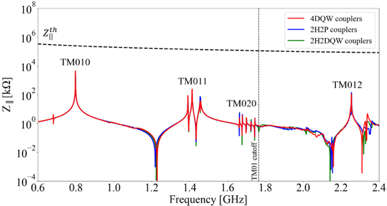 10^8
10^6
10^4
10^2
10^0
10^-2
10^-4
Z_∥ [kΩ]
Z_∥^th
TM010
TM011
TM020
TM012
TM01 cutoff
4DQW couplers
2H2P couplers
2H2DQW couplers
0.6 0.8 1.0 1.2 1.4 1.6 1.8 2.0 2.2 2.4
Frequency [GHz]